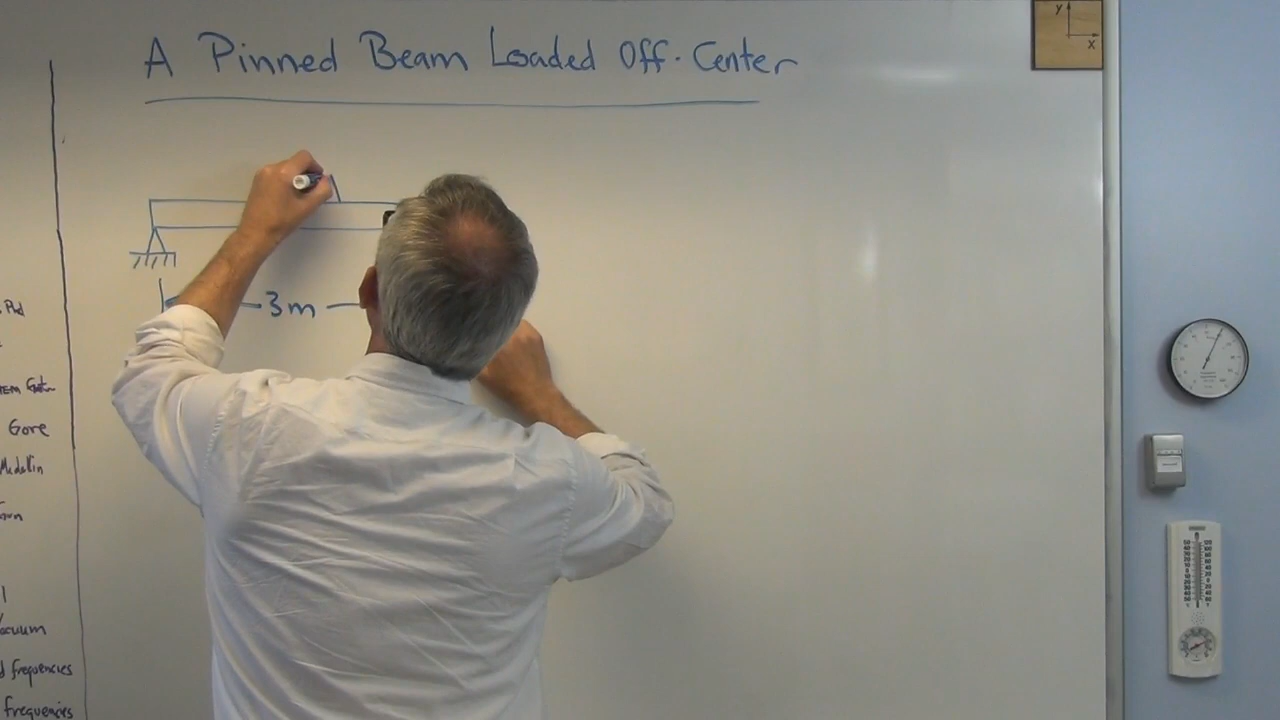 A Pinned Beam Loaded Off-Center
y
x
3m
Gore
Medellin
Vacuum
frequencies
frequencies